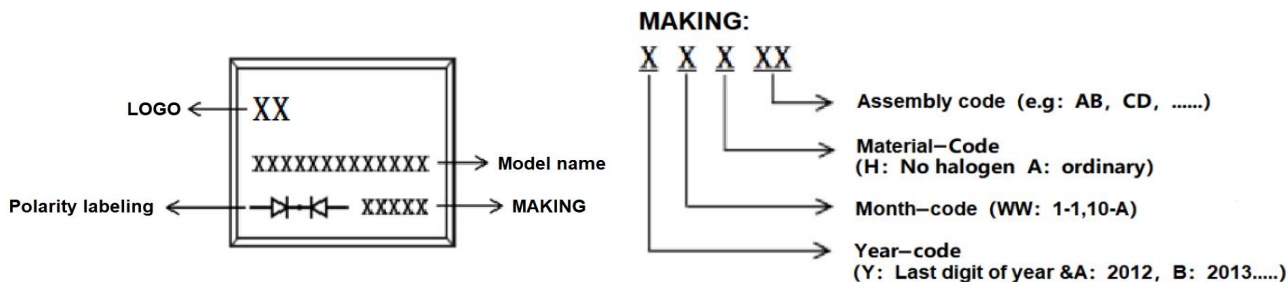 MAKING:
X X X XX
LOGO
XX
XXXXXXXXXXXXX
Model name
Polarity labeling
XXXXX
MAKING
Assembly code (e.g: AB, CD, ......)
Material-Code
(H: No halogen A: ordinary)
Month-code (WW: 1-1,10-A)
Year-code
(Y: Last digit of year &A: 2012, B: 2013.....)